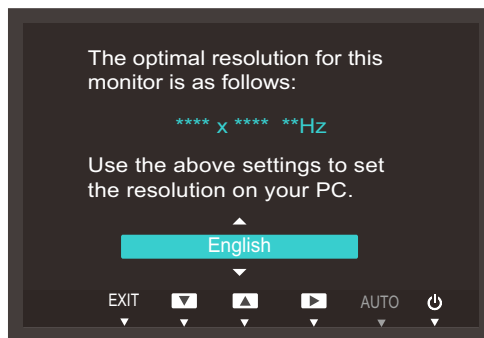 The optimal resolution for this
monitor is as follows:
**** x ****  **Hz
Use the above settings to set
the resolution on your PC.
English
EXIT AUTO